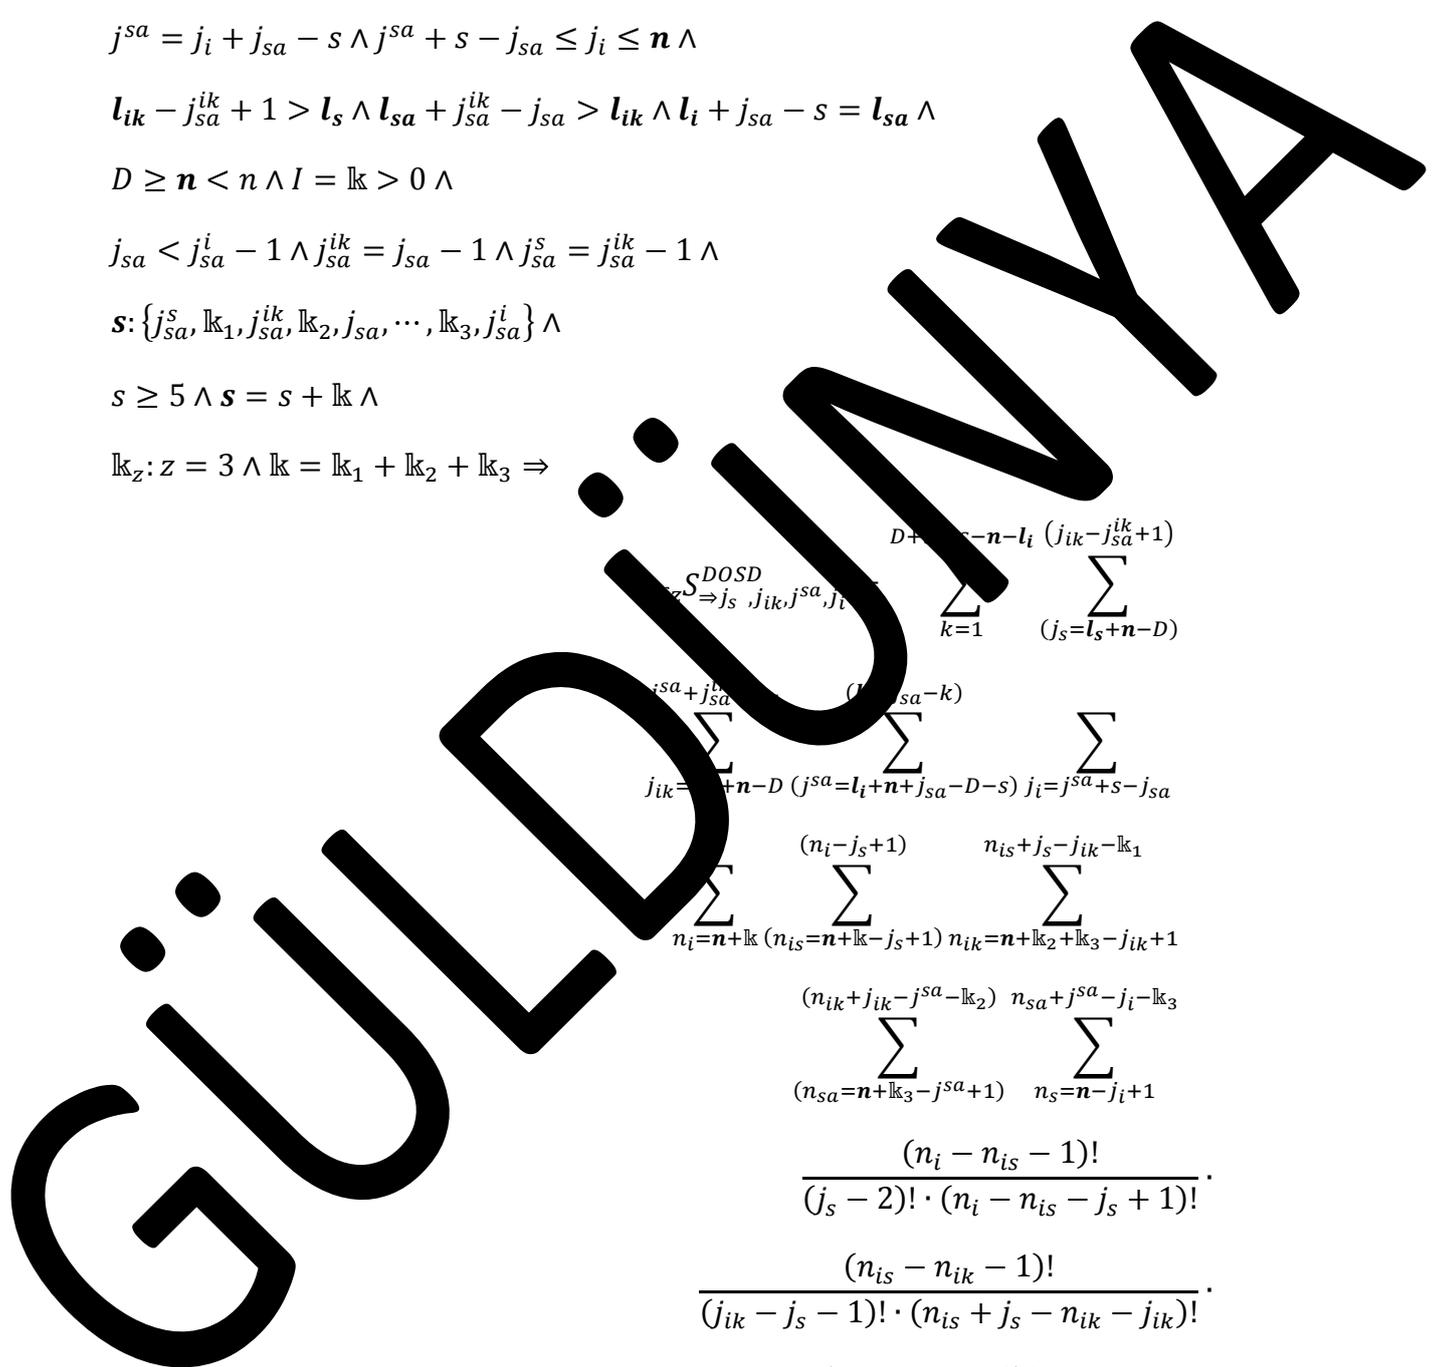 j^{sa} = j_i + j_{sa} − s ∧ j^{sa} + s − j_{sa} ≤ j_i ≤ 𝒏 ∧
𝒍_{ik} − j_{sa}^{ik} + 1 > 𝒍_s ∧ 𝒍_{sa} + j_{sa}^{ik} − j_{sa} > 𝒍_{ik} ∧ 𝒍_i + j_{sa} − s = 𝒍_{sa} ∧
D ≥ 𝒏 < n ∧ I = 𝕜 > 0 ∧
j_{sa} < j_{sa}^i − 1 ∧ j_{sa}^{ik} = j_{sa} − 1 ∧ j_{sa}^s = j_{sa}^{ik} − 1 ∧
𝒔: {j_{sa}^s, 𝕜_1, j_{sa}^{ik}, 𝕜_2, j_{sa}, ⋯ , 𝕜_3, j_{sa}^i} ∧
s ≥ 5 ∧ 𝒔 = s + 𝕜 ∧
𝕜_z: z = 3 ∧ 𝕜 = 𝕜_1 + 𝕜_2 + 𝕜_3 ⇒
−𝒏−𝒍_i (j_{ik}−j_{sa}^{ik}+1)
S_{⇒j_s ,j_{ik},j^{sa},j_i}^{DOSD} ∑ ∑
k=1 (j_s=𝒍_s+𝒏−D)
j^{sa}+j_{sa} −k)
∑ ∑ ∑
j_{ik}= +𝒏−D (j^{sa}=𝒍_i+𝒏+j_{sa}−D−s) j_i=j^{sa}+s−j_{sa}
(n_i−j_s+1) n_{is}+j_s−j_{ik}−𝕜_1
∑ ∑ ∑
n_i=𝒏+𝕜 (n_{is}=𝒏+𝕜−j_s+1) n_{ik}=𝒏+𝕜_2+𝕜_3−j_{ik}+1
(n_{ik}+j_{ik}−j^{sa}−𝕜_2) n_{sa}+j^{sa}−j_i−𝕜_3
∑ ∑
(n_{sa}=𝒏+𝕜_3−j^{sa}+1) n_s=𝒏−j_i+1
(n_i − n_{is} − 1)!
(j_s − 2)! · (n_i − n_{is} − j_s + 1)! ·
(n_{is} − n_{ik} − 1)!
(j_{ik} − j_s − 1)! · (n_{is} + j_s − n_{ik} − j_{ik})! ·
GÜLDÜNYA